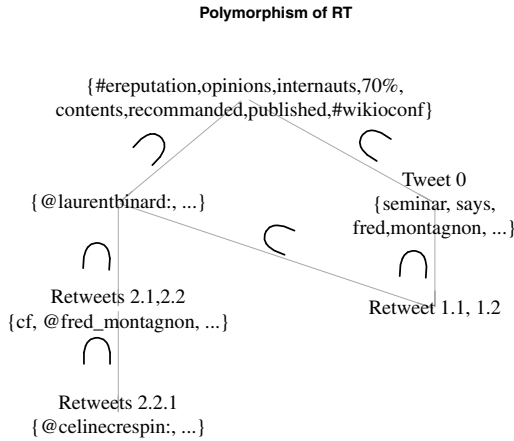 Polymorphism of RT
{#ereputation,opinions,internauts,70%,
contents,recommanded,published,#wikioconf}
Tweet 0
{seminar, says,
fred,montagnon, ...}
{@laurentbinard:, ...}
Retweets 2.1,2.2
{cf, @fred_montagnon, ...}
Retweet 1.1, 1.2
Retweets 2.2.1
{@celinecrespin:, ...}